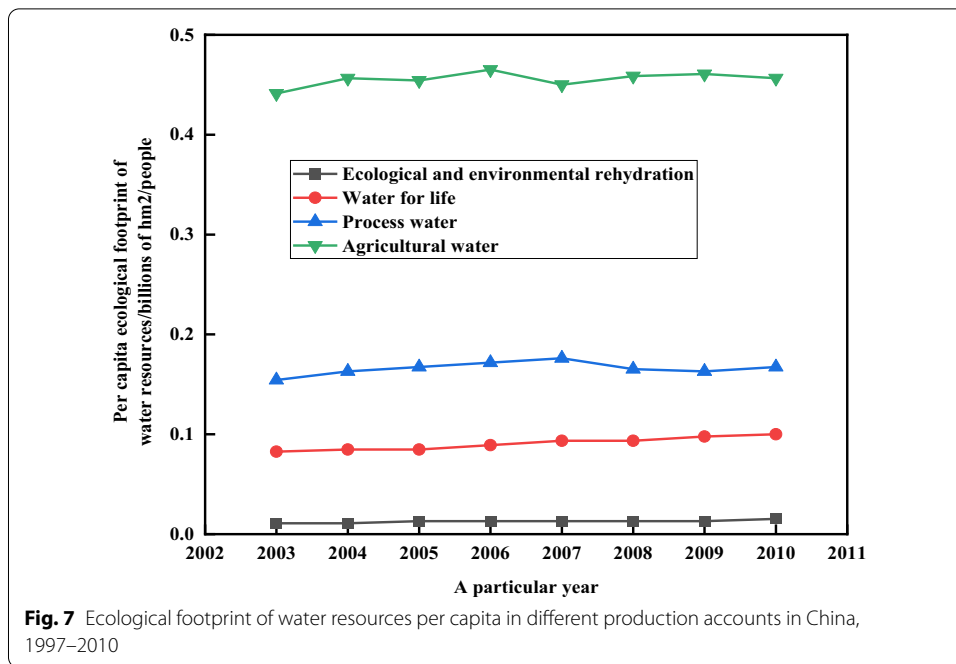 0.5
0.4
0.3
0.2
0.1
0.0
Per capita ecological footprint of
water resources/billions of hm2/people
Ecological and environmental rehydration
Water for life
Process water
Agricultural water
2002 2003 2004 2005 2006 2007 2008 2009 2010 2011
A particular year
Fig. 7 Ecological footprint of water resources per capita in different production accounts in China,
1997–2010